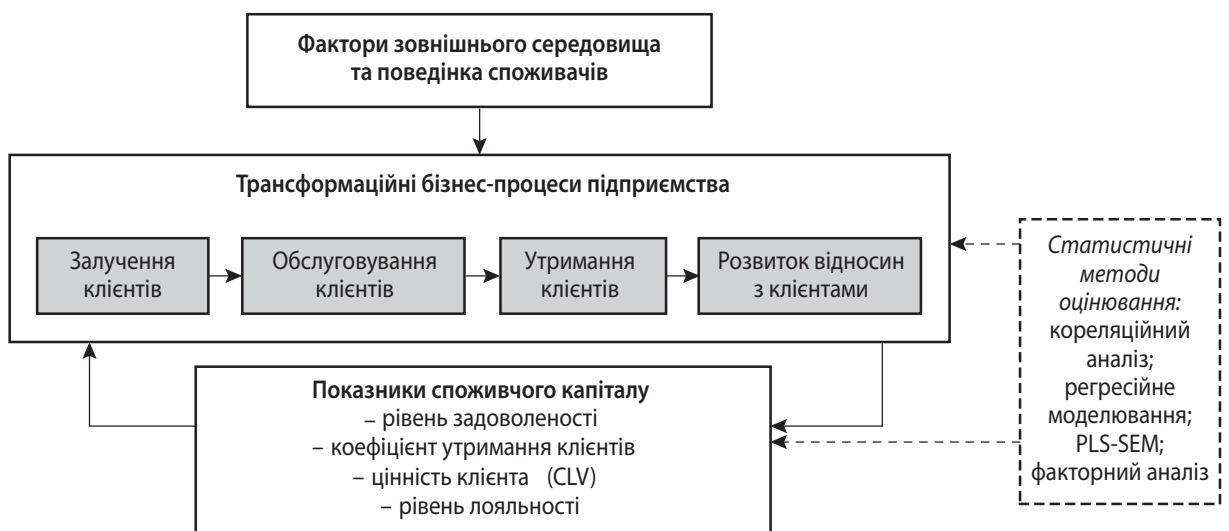 Фактори зовнішнього середовища
та поведінка споживачів
Трансформаційні бізнес-процеси підприємства
Залучення
клієнтів
Обслуговування
клієнтів
Утримання
клієнтів
Розвиток відносин
з клієнтами
Статистичні
методи
оцінювання:
кореляційний
аналіз;
регресійне
моделювання;
PLS-SEM;
факторний аналіз
Показники споживчого капіталу
– рівень задоволеності
– коефіцієнт утримання клієнтів
– цінність клієнта (CLV)
– рівень лояльності